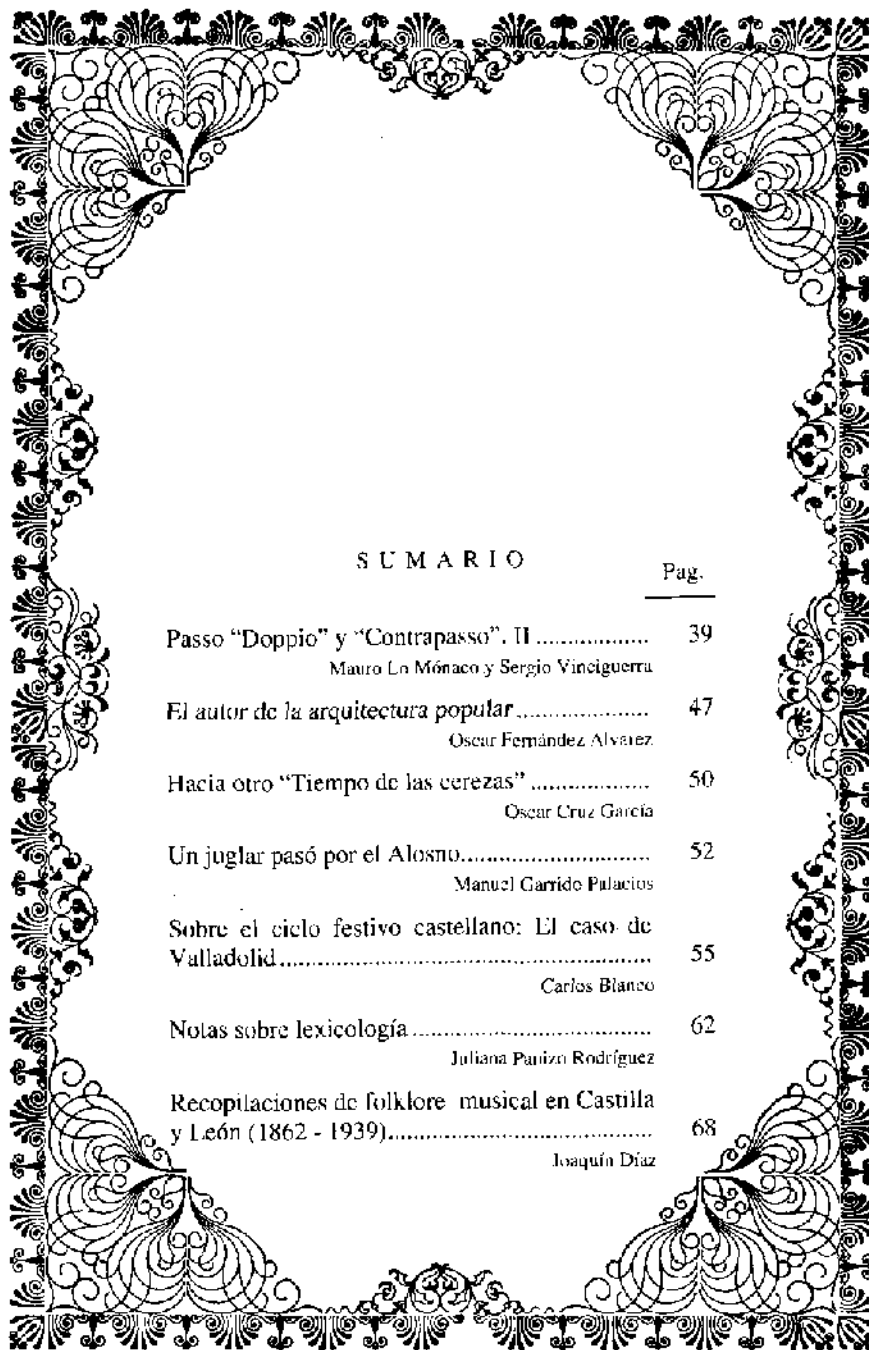 SUMARIO
Pag.
Passo “Doppio” y “Contrapasso”. II .................. 39
Mauro Lo Mónaco y Sergio Vinciguerra
El autor de la arquitectura popular ..................... 47
Oscar Fernández Alvarez
Hacia otro “Tiempo de las cerezas” ................... 50
Oscar Cruz García
Un juglar pasó por el Alosno.............................. 52
Manuel Garrido Palacios
Sobre el ciclo festivo castellano: El caso de
Valladolid ........................................................... 55
Carlos Blanco
Notas sobre lexicología ...................................... 62
Juliana Panizo Rodríguez
Recopilaciones de folklore musical en Castilla
y León (1862 - 1939).......................................... 68
Joaquín Díaz